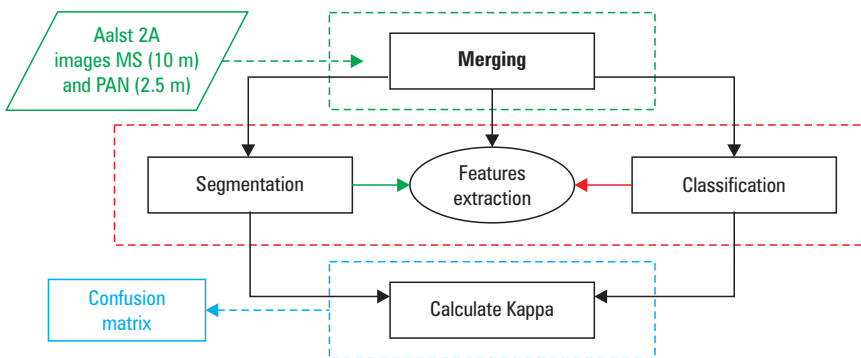 Aalst 2A
images MS (10 m)
and PAN (2.5 m)
Merging
Segmentation
Features
extraction
Classification
Confusion
matrix
Calculate Kappa